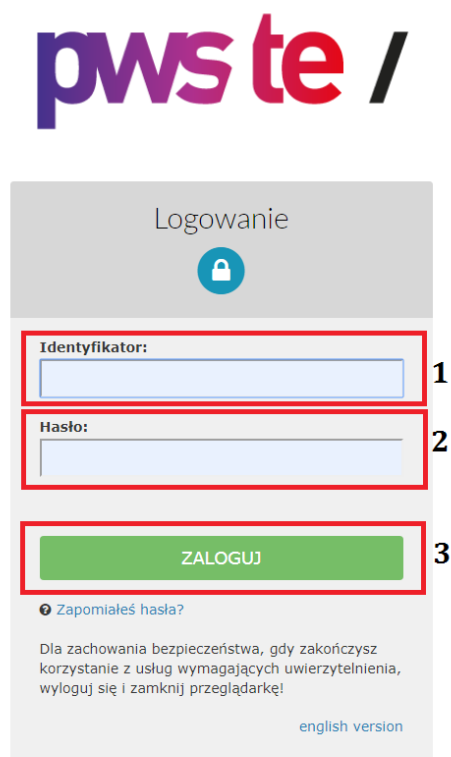 pwste /
Logowanie
Identyfikator:
1
Hasło:
2
ZALOGUJ
3
Zapomiałeś hasła?
Dla zachowania bezpieczeństwa, gdy zakończysz
korzystanie z usług wymagających uwierzytelnienia,
wyloguj się i zamknij przeglądarkę!
english version